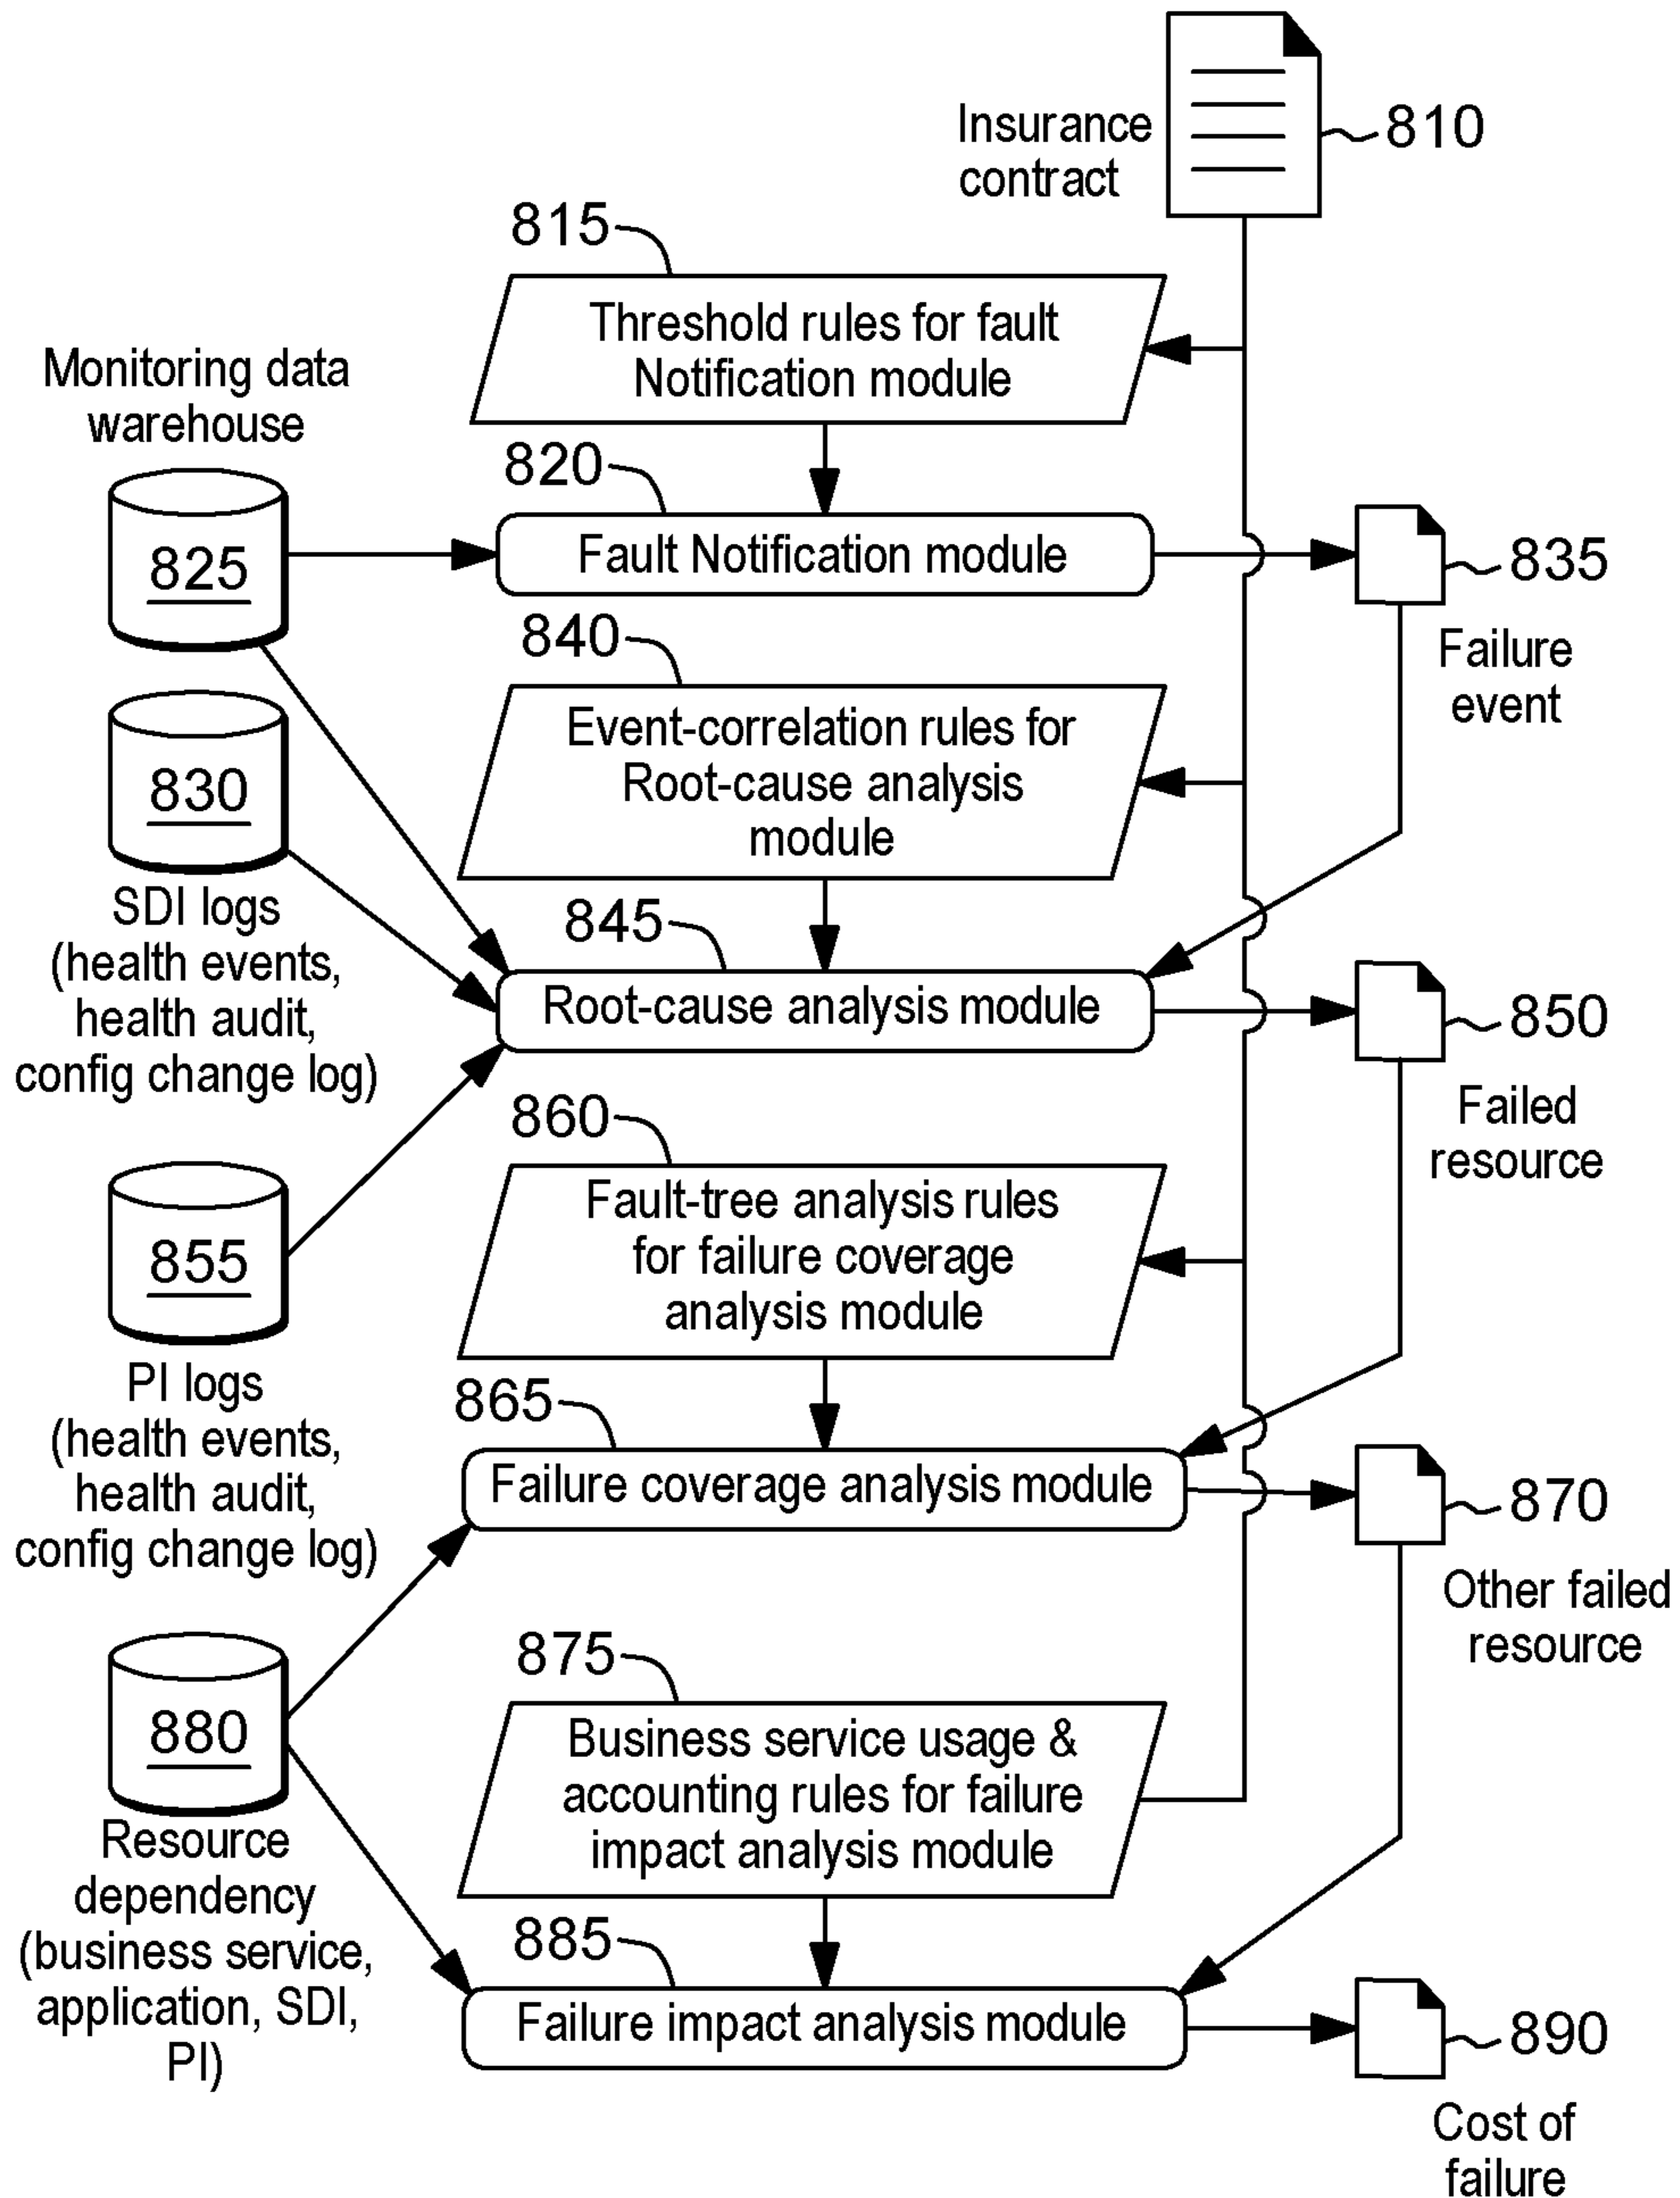 Insurance
contract
810
815
Threshold rules for fault
Notification module
Monitoring data
warehouse
825
820
Fault Notification module
835
Failure
event
840
Event-correlation rules for
Root-cause analysis
module
830
SDI logs
(health events,
health audit,
config change log)
845
Root-cause analysis module
850
Failed
resource
855
PI logs
(health events,
health audit,
config change log)
860
Fault-tree analysis rules
for failure coverage
analysis module
865
Failure coverage analysis module
870
Other failed
resource
875
Business service usage &
accounting rules for failure
impact analysis module
880
Resource
dependency
(business service,
application, SDI,
PI)
885
Failure impact analysis module
890
Cost of
failure